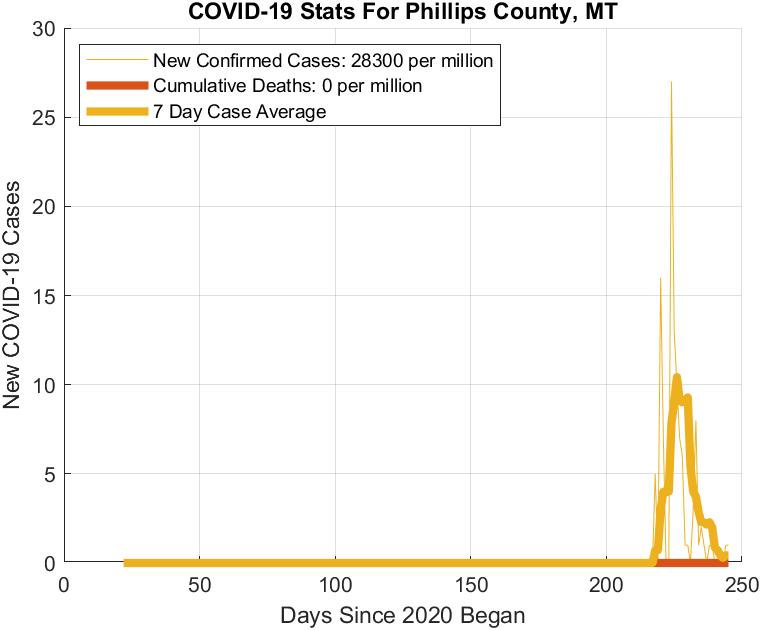 COVID-19 Stats For Phillips County, MT
New Confirmed Cases: 28300 per million
Cumulative Deaths: 0 per million
7 Day Case Average
New COVID-19 Cases
30
25
20
15
10
5
0
0 50 100 150 200 250
Days Since 2020 Began